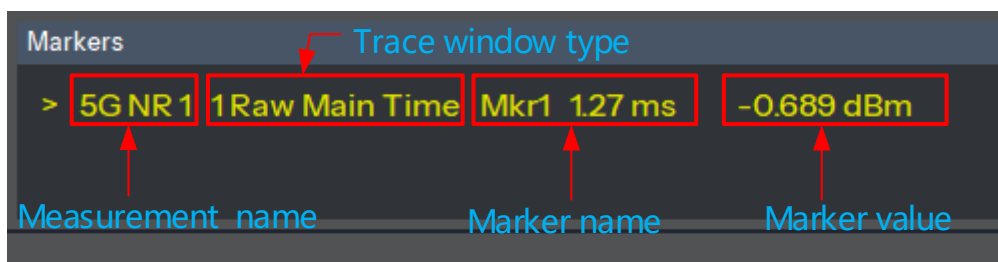 Markers
Trace window type
> 5G NR 1 1 Raw Main Time Mkr1 1.27 ms -0.689 dBm
Measurement name
Marker name
Marker value